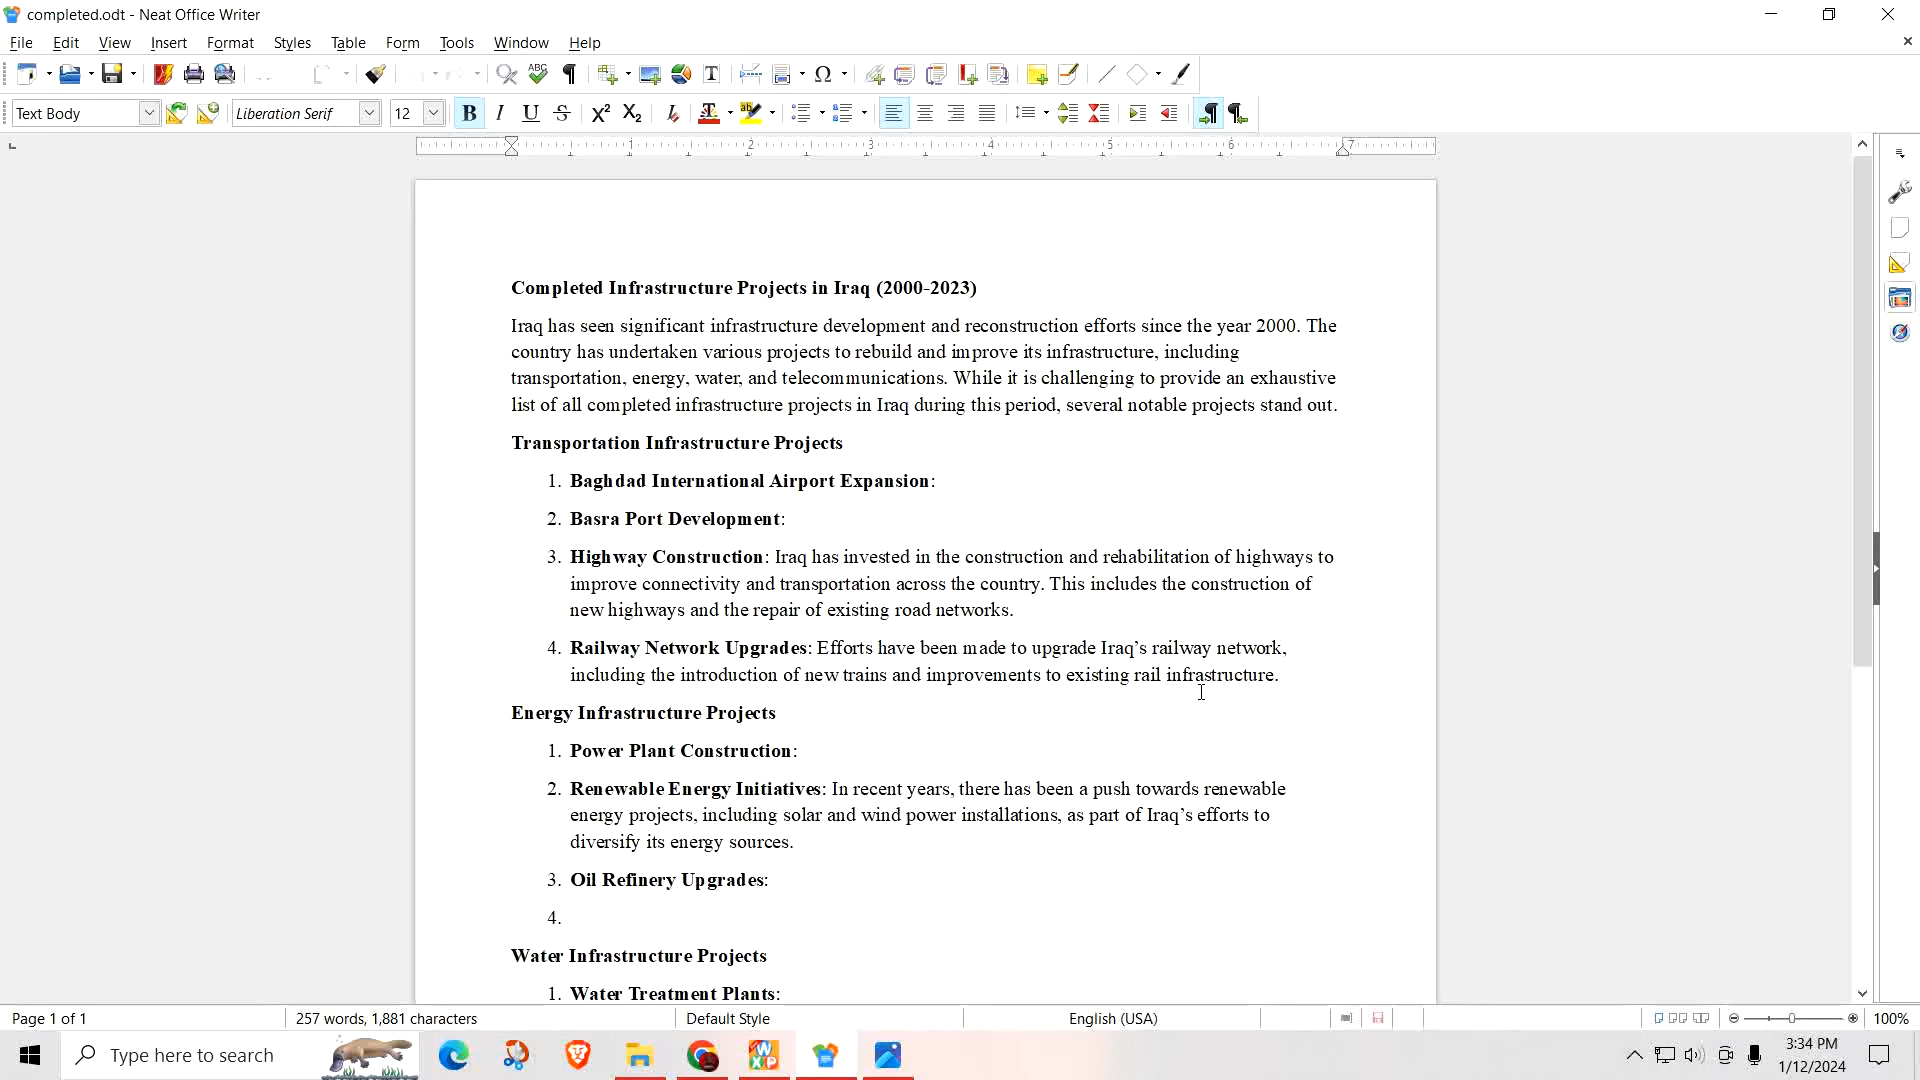 completed.odt - Neat Office Writer
File Edit View Insert Format Styles Table Form Tools Window Help
Text Body Liberation Serif 12
1 2 3 4 5 6 7
Completed Infrastructure Projects in Iraq (2000-2023)
Iraq has seen significant infrastructure development and reconstruction efforts since the year 2000. The
country has undertaken various projects to rebuild and improve its infrastructure, including
transportation, energy, water, and telecommunications. While it is challenging to provide an exhaustive
list of all completed infrastructure projects in Iraq during this period, several notable projects stand out.
Transportation Infrastructure Projects
1. Baghdad International Airport Expansion:
2. Basra Port Development:
3. Highway Construction: Iraq has invested in the construction and rehabilitation of highways to
improve connectivity and transportation across the country. This includes the construction of
new highways and the repair of existing road networks.
4. Railway Network Upgrades: Efforts have been made to upgrade Iraq’s railway network,
including the introduction of new trains and improvements to existing rail infrastructure.
Energy Infrastructure Projects
1. Power Plant Construction:
2. Renewable Energy Initiatives: In recent years, there has been a push towards renewable
energy projects, including solar and wind power installations, as part of Iraq’s efforts to
diversify its energy sources.
3. Oil Refinery Upgrades:
4.
Water Infrastructure Projects
1. Water Treatment Plants:
Page 1 of 1 257 words, 1,881 characters Default Style English (USA) 100%
Type here to search
3:34 PM
1/12/2024